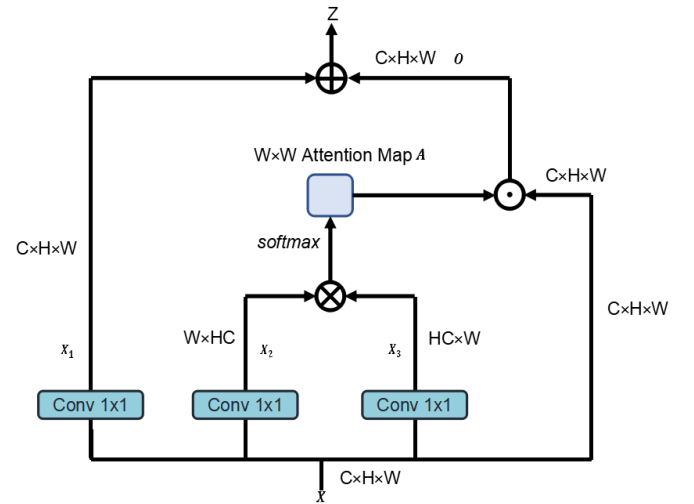 Z
C×H×W O
W×W Attention Map A
C×H×W
softmax
C×H×W
C×H×W
W×HC
HC×W
X₁
X₂
X₃
Conv 1x1
Conv 1x1
Conv 1x1
C×H×W
X